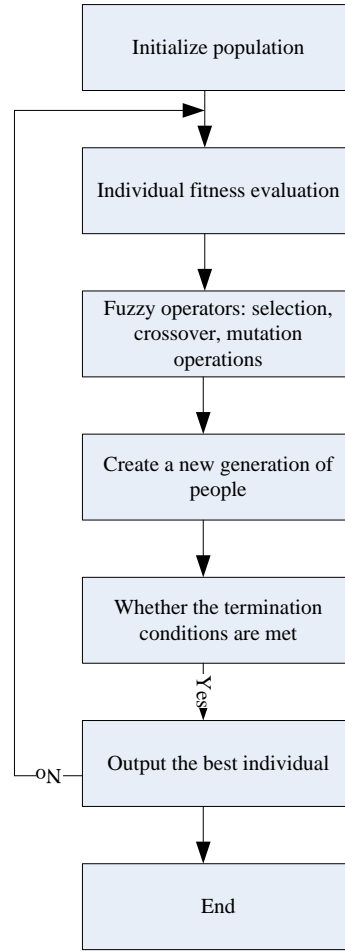 Initialize population
Individual fitness evaluation
Fuzzy operators: selection,
crossover, mutation
operations
Create a new generation of
people
Whether the termination
conditions are met
Yes
Output the best individual
No
End